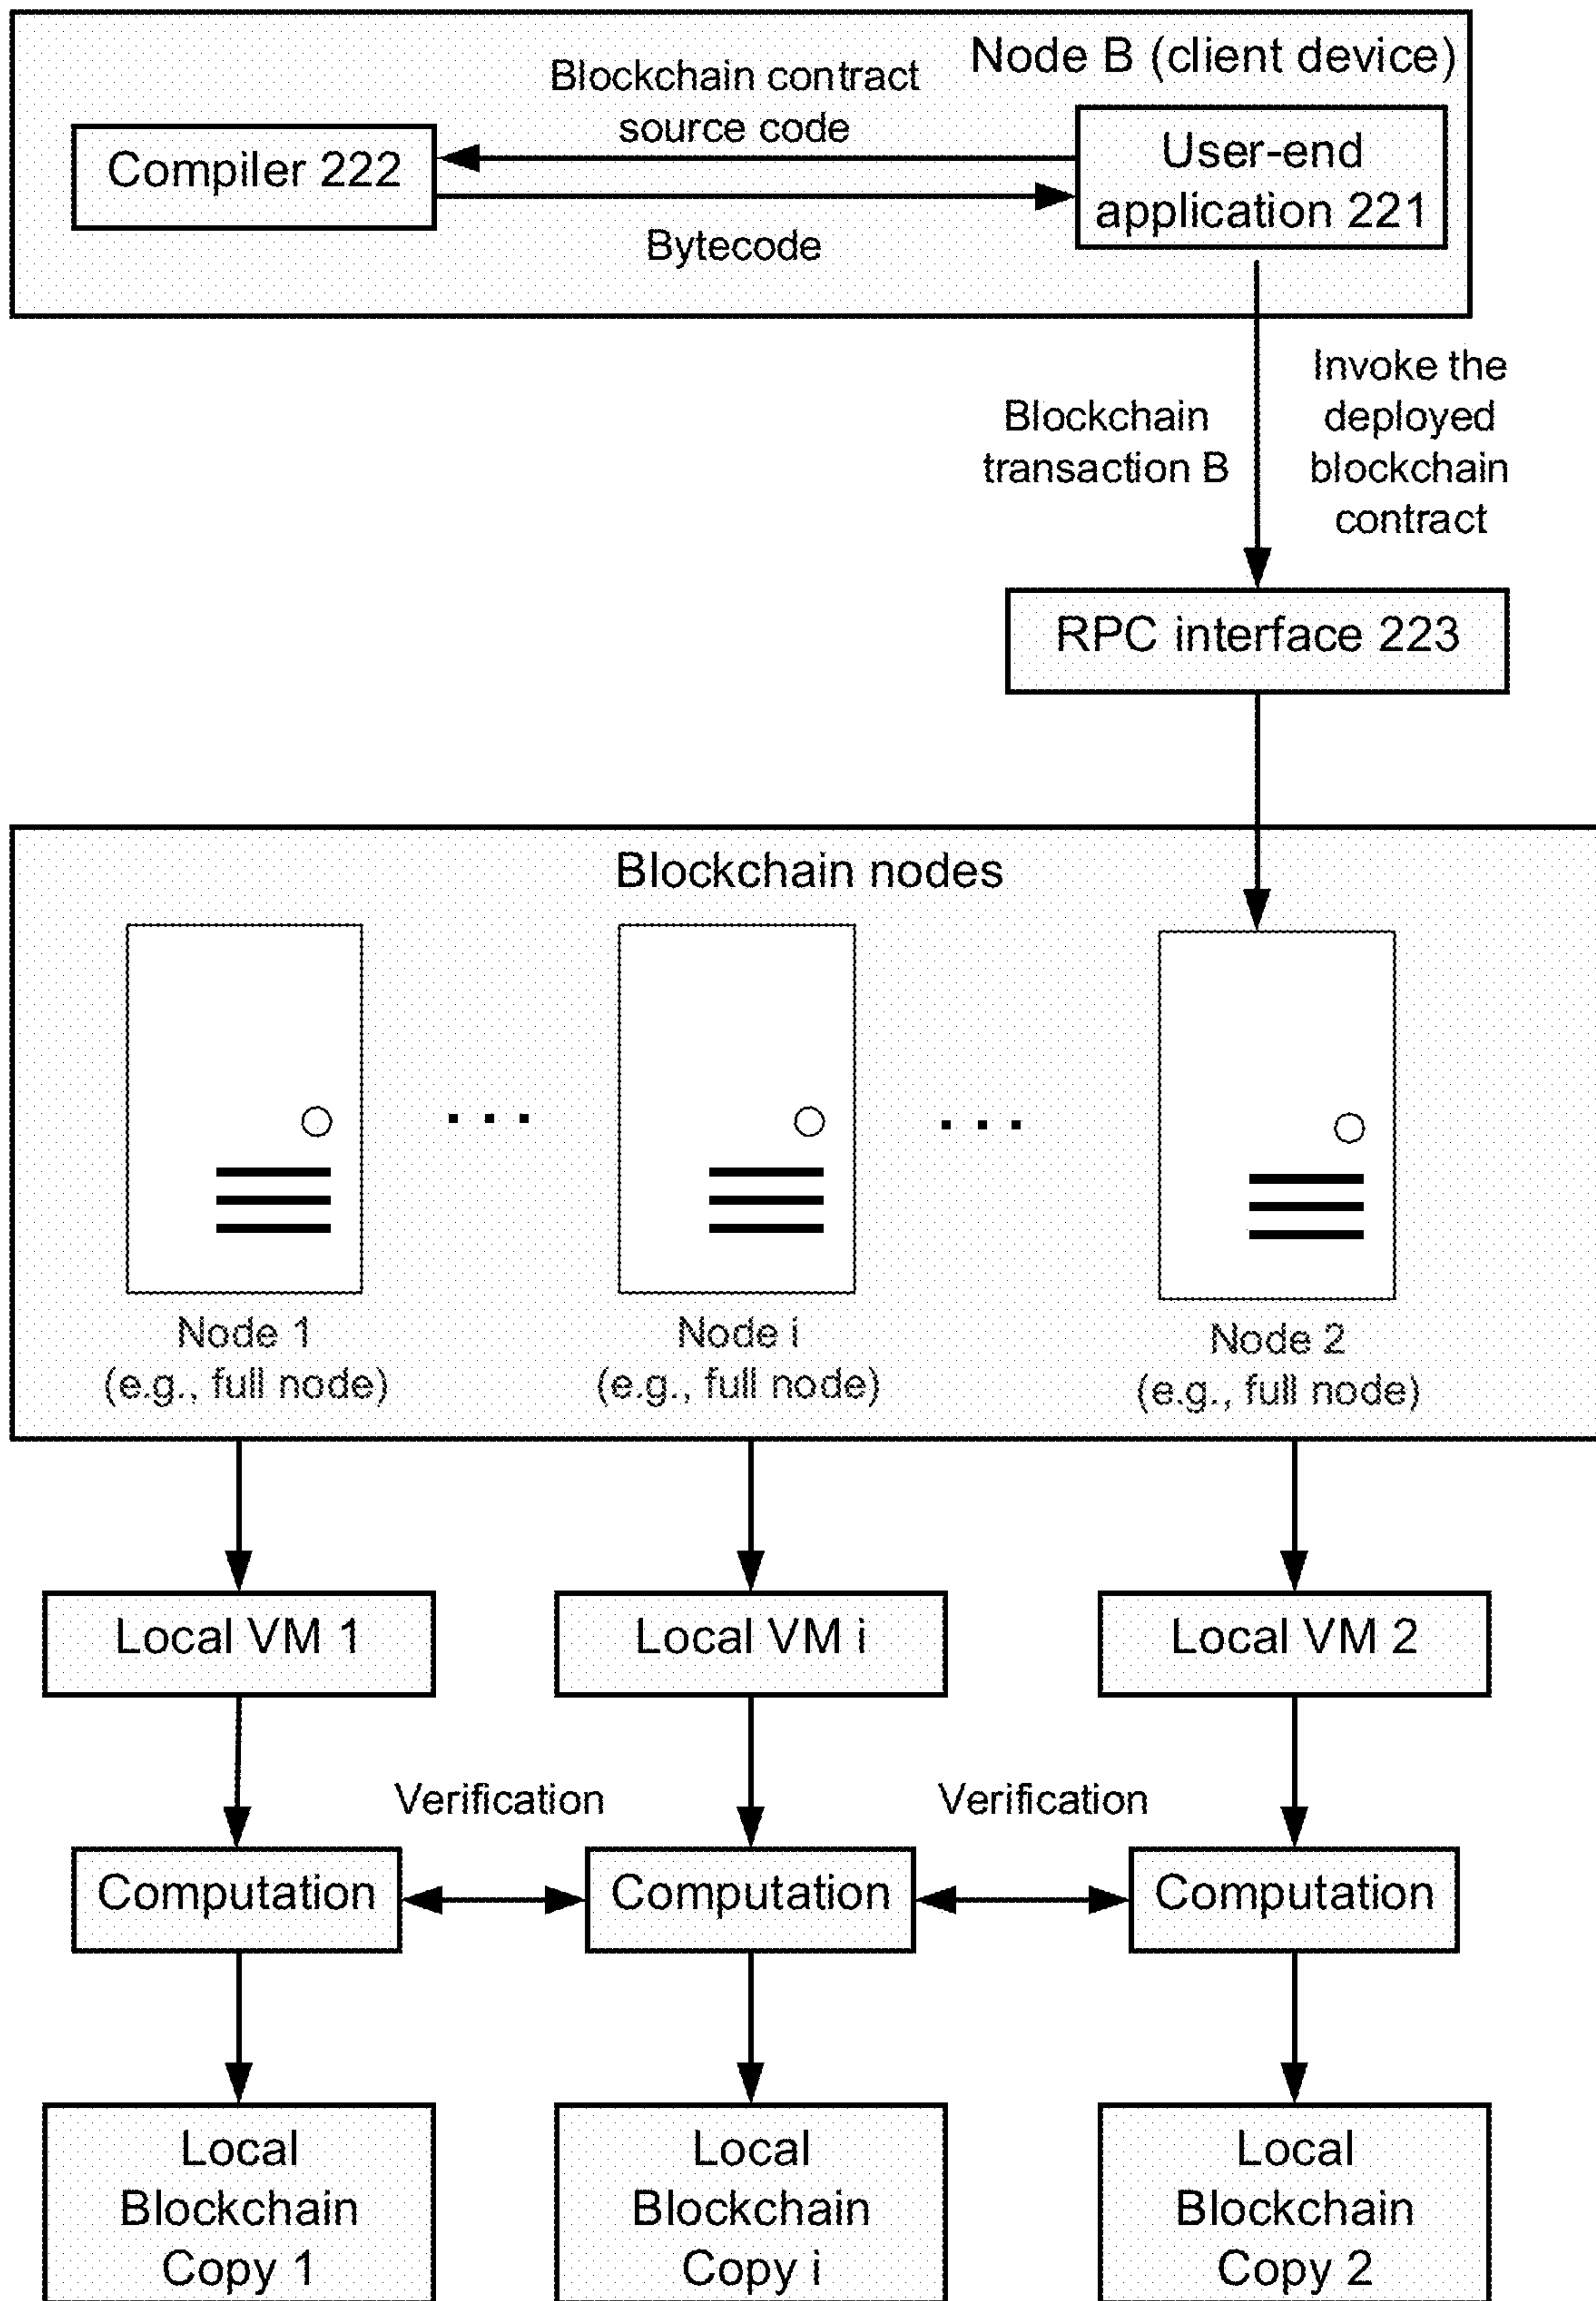 Node B (client device)
Blockchain contract
source code
Compiler 222
User-end
application 221
Bytecode
Blockchain
transaction B
Invoke the
deployed
blockchain
contract
RPC interface 223
Blockchain nodes
. . .
. . .
Node 1
(e.g., full node)
Node i
(e.g., full node)
Node 2
(e.g., full node)
Local VM 1
Local VM i
Local VM 2
Verification
Verification
Computation
Computation
Computation
Local
Blockchain
Copy 1
Local
Blockchain
Copy i
Local
Blockchain
Copy 2